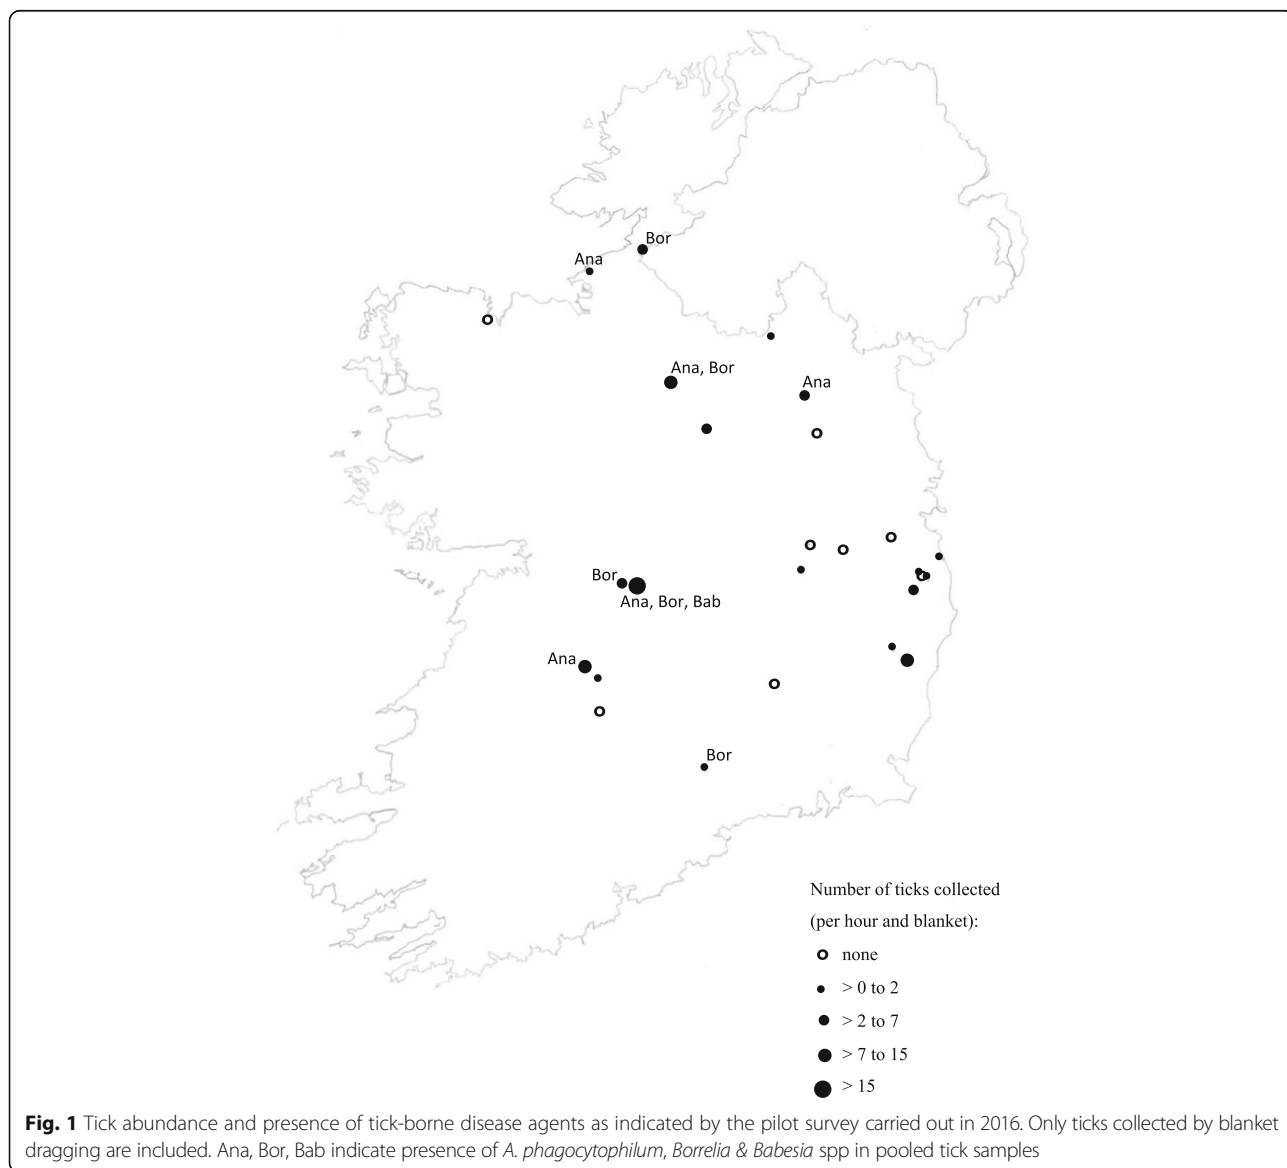 Bor
Ana
Ana, Bor
Ana
Bor
Ana, Bor, Bab
Ana
Bor
Number of ticks collected
(per hour and blanket):
none
> 0 to 2
> 2 to 7
> 7 to 15
> 15
Fig. 1 Tick abundance and presence of tick-borne disease agents as indicated by the pilot survey carried out in 2016. Only ticks collected by blanket
dragging are included. Ana, Bor, Bab indicate presence of A. phagocytophilum, Borrelia & Babesia spp in pooled tick samples